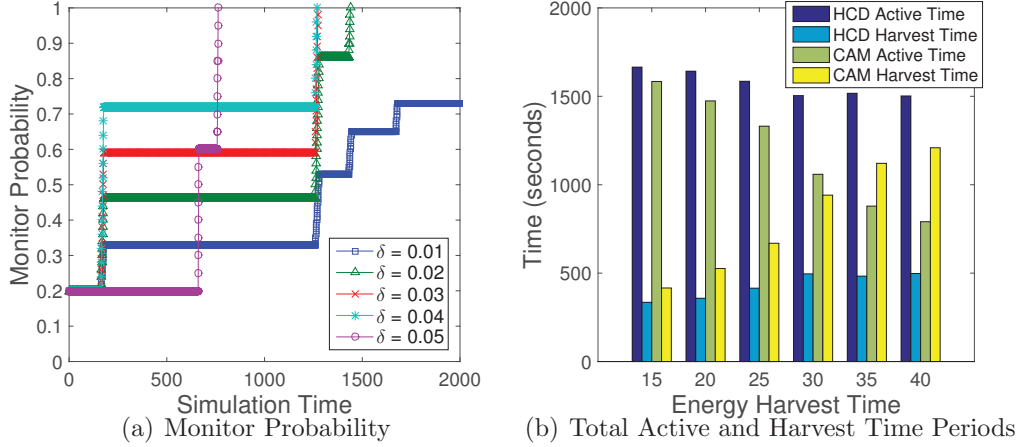 1
0.9
0.8
0.7
0.6
0.5
0.4
0.3
0.2
0.1
0
Monitor Probability
0 500 1000 1500 2000
Simulation Time
δ = 0.01
δ = 0.02
δ = 0.03
δ = 0.04
δ = 0.05
(a) Monitor Probability
2000
1500
1000
500
0
Time (seconds)
HCD Active Time
HCD Harvest Time
CAM Active Time
CAM Harvest Time
15 20 25 30 35 40
Energy Harvest Time
(b) Total Active and Harvest Time Periods